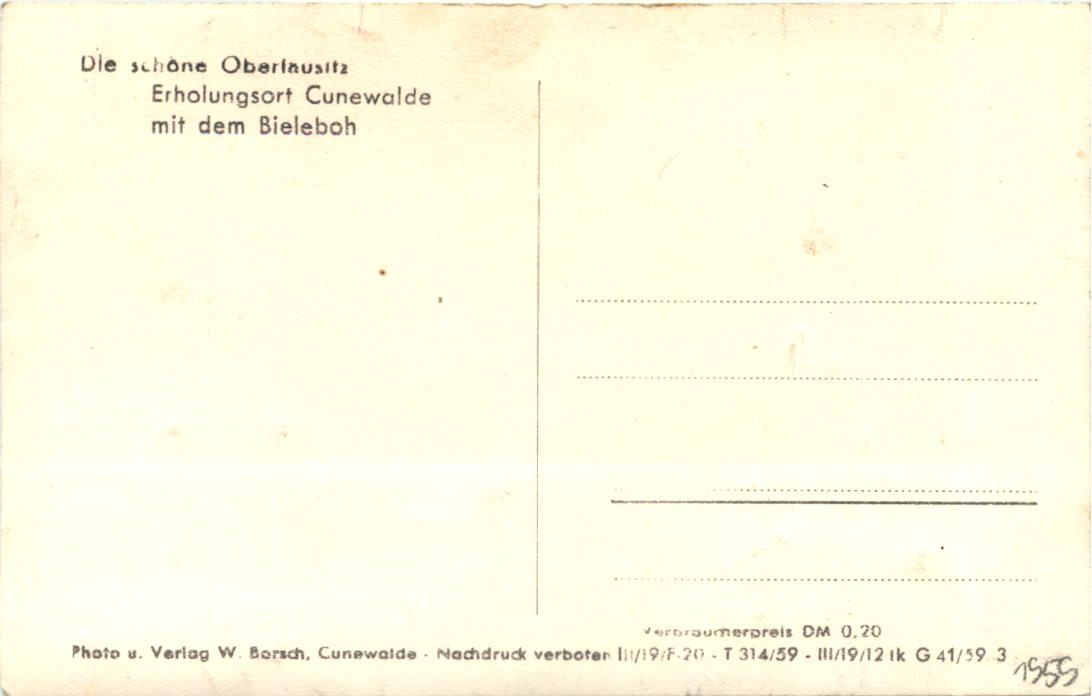 Die schöne Oberlausitz
Erholungsort Cunewalde
mit dem Bieleboh
Verbraucherpreis DM 0,20
Photo u. Verlag W. Borsch, Cunewalde - Nachdruck verboten III/19/F-20 - T 314/59 - III/19/12 tk G 41/59 3
1959